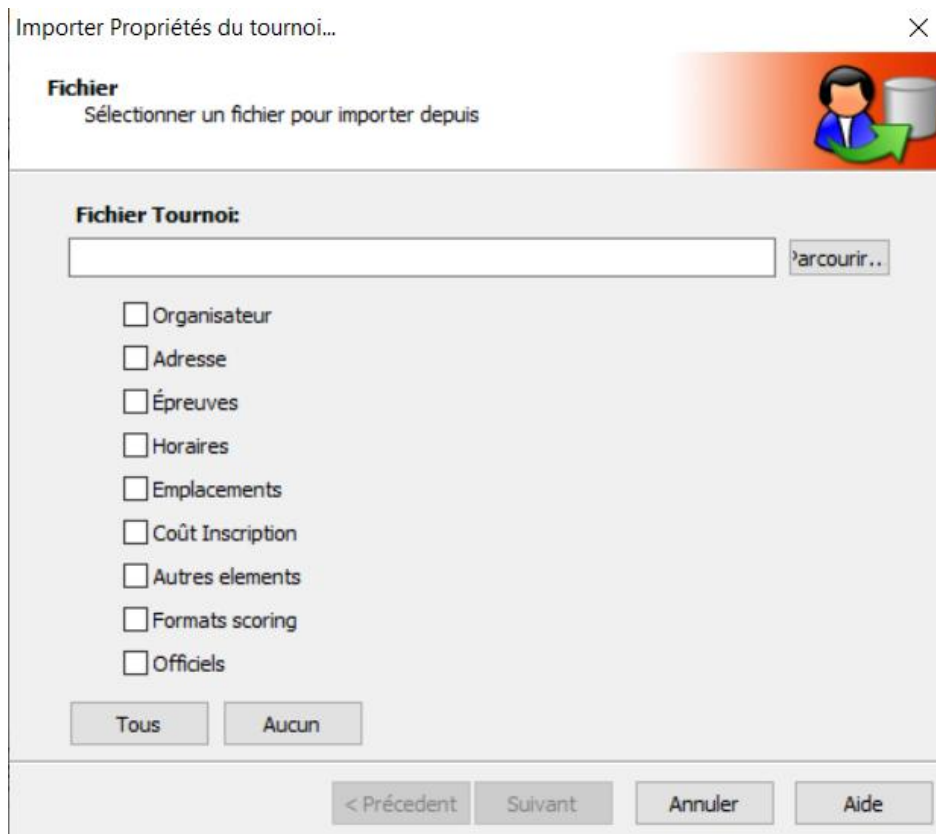 Importer Propriétés du tournoi...
Fichier
Sélectionner un fichier pour importer depuis
Fichier Tournoi:
Parcourir..
Organisateur
Adresse
Épreuves
Horaires
Emplacements
Coût Inscription
Autres elements
Formats scoring
Officiels
Tous Aucun
< Précedent Suivant Annuler Aide